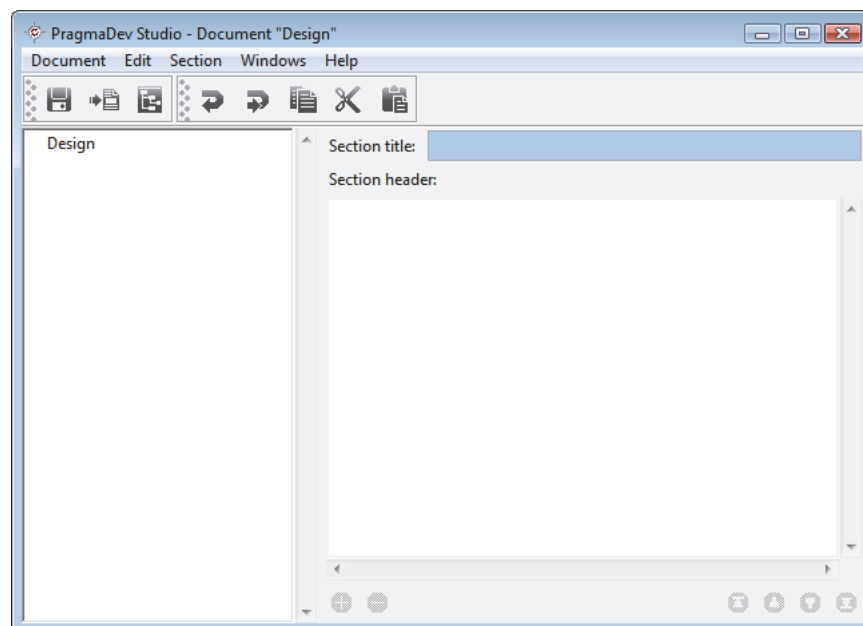 PragmaDev Studio - Document "Design"
Document Edit Section Windows Help
Design
Section title:
Section header: